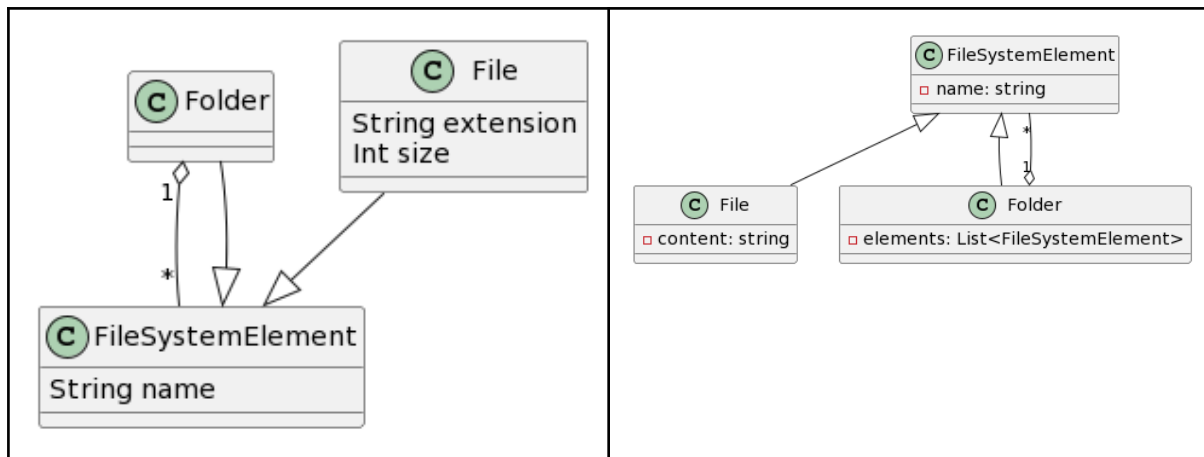 C Folder
C File
String extension
Int size
1
*
C FileSystemElement
String name
C FileSystemElement
name: string
*
1
C File
content: string
C Folder
elements: List<FileSystemElement>